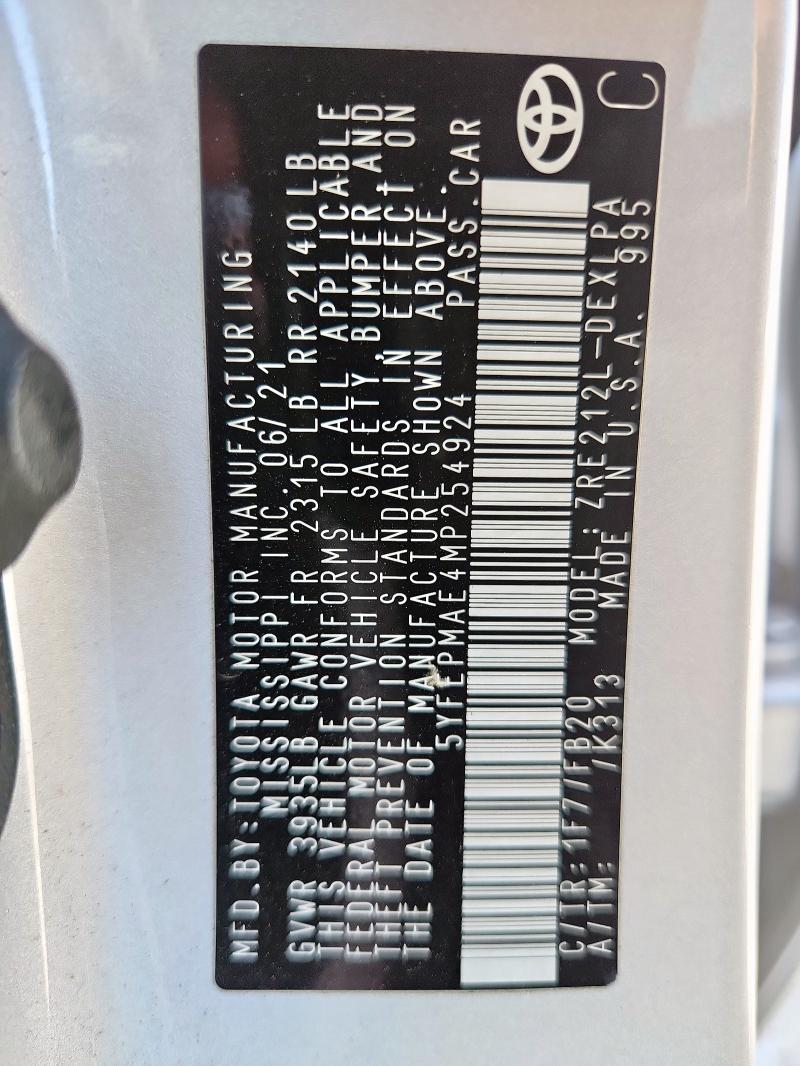 MFD.BY:TOYOTA MOTOR MANUFACTURING
MISSISSIPPI INC. 06/21
GVWR 3935LB GAWR FR 2315 LB RR 2140 LB
THIS VEHICLE CONFORMS TO ALL APPLICABLE
FEDERAL MOTOR VEHICLE SAFETY, BUMPER AND
THEFT PREVENTION STANDARDS IN EFFECT ON
THE DATE OF MANUFACTURE SHOWN ABOVE.
5YFEPMAE4MP254924 PASS.CAR
C/TR: 1F7/FB20 MODEL: ZRE212L-DEXLPA
A/TM: /K313 MADE IN U.S.A. 995
C